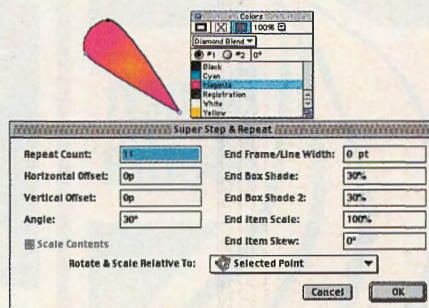 Colors
100%
Diamond Blend
#1 #2 0°
Black
Cyan
Magenta
Registration
White
Yellow
Super Step & Repeat
Repeat Count: 11
End Frame/Line Width: 0 pt
Horizontal Offset: 0p
End Box Shade: 30%
Vertical Offset: 0p
End Box Shade 2: 30%
Angle: 30°
End Item Scale: 100%
Scale Contents
End Item Skew: 0°
Rotate & Scale Relative To: Selected Point
Cancel
OK